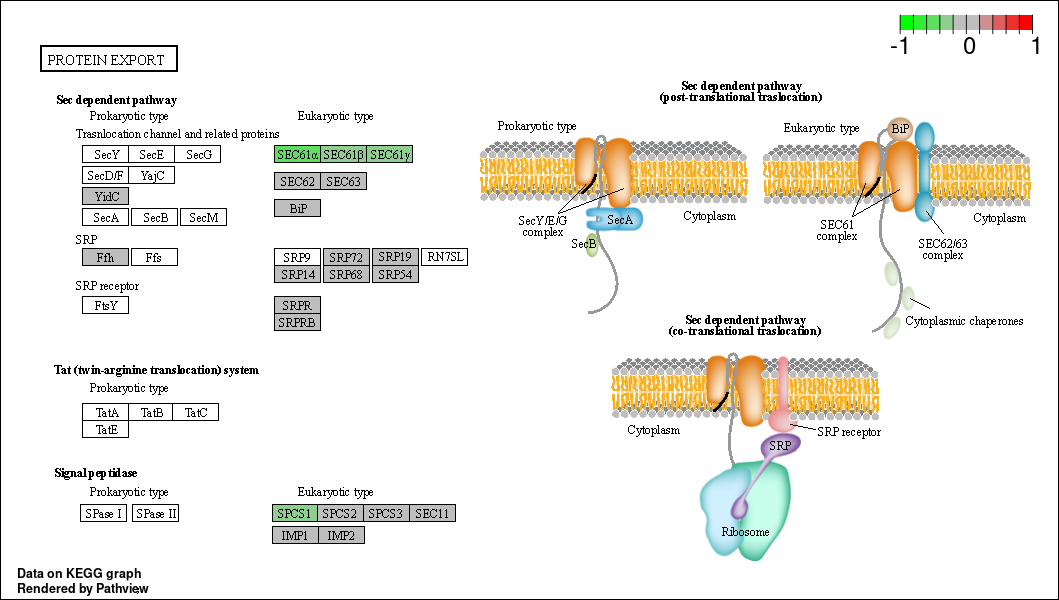 -1 0 1
PROTEIN EXPORT
Sec dependent pathway
Prokaryotic type Eukaryotic type
Trasnlocation channel and related proteins
SecY SecE SecG SEC61α SEC61β SEC61γ
SecD/F YajC SEC62 SEC63
YidC
SecA SecB SecM BiP
SRP
Ffh Ffs SRP9 SRP72 SRP19 RN7SL
SRP14 SRP68 SRP54
SRP receptor
FtsY SRPR
SRPRB
Tat (twin-arginine translocation) system
Prokaryotic type
TatA TatB TatC
TatE
Signal peptidase
Prokaryotic type Eukaryotic type
SPase I SPase II SPCS1 SPCS2 SPCS3 SEC11
IMP1 IMP2
Sec dependent pathway
(post-translational traslocation)
Prokaryotic type
SecY/E/G
complex
SecA
SecB
Cytoplasm
Eukaryotic type
BiP
SEC61
complex
Cytoplasm
SEC62/63
complex
Cytoplasmic chaperones
Sec dependent pathway
(co-translational traslocation)
Cytoplasm
SRP receptor
SRP
Ribosome
Data on KEGG graph
Rendered by Pathview